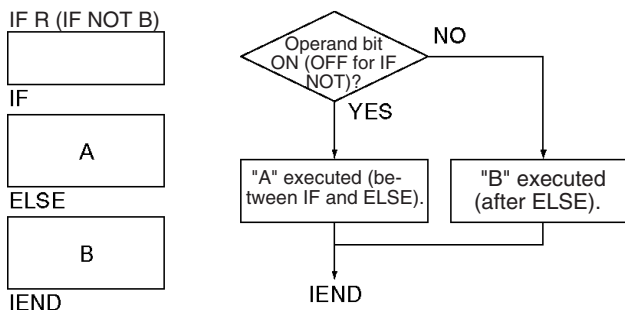 IF R (IF NOT B)
IF
A
ELSE
B
IEND
Operand bit
ON (OFF for IF
NOT)?
NO
YES
"A" executed (be-
tween IF and ELSE).
"B" executed
(after ELSE).
IEND